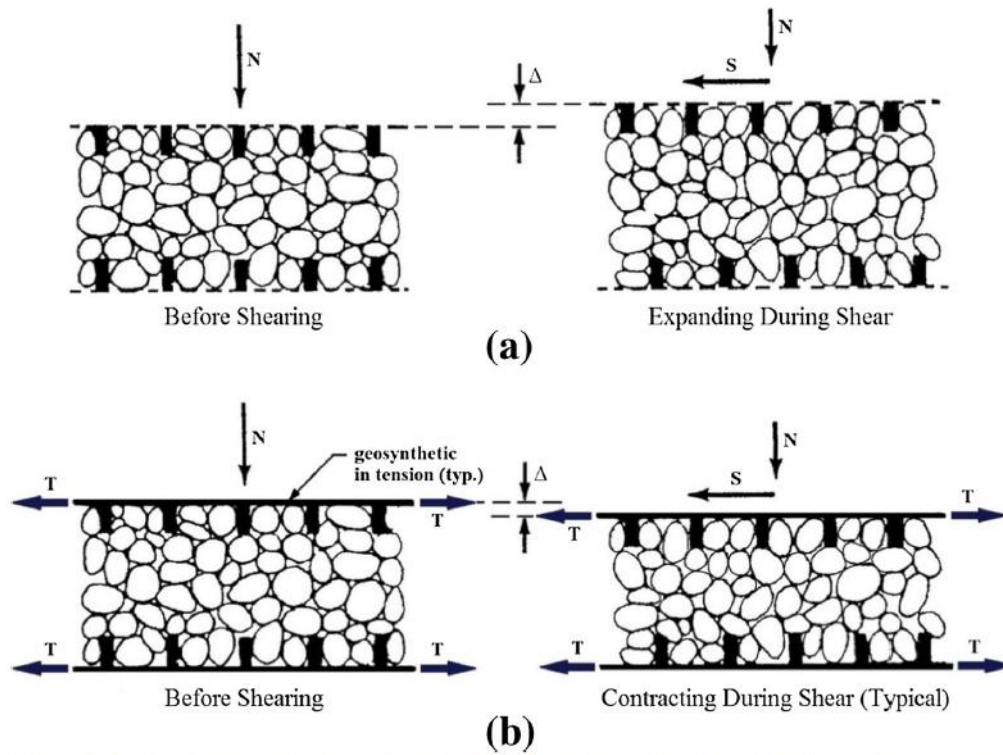 N
N
S
Δ
Before Shearing
Expanding During Shear
(a)
N
geosynthetic
in tension (typ.)
Δ
N
S
T
T
T
T
T
T
T
T
Before Shearing
Contracting During Shear (Typical)
(b)